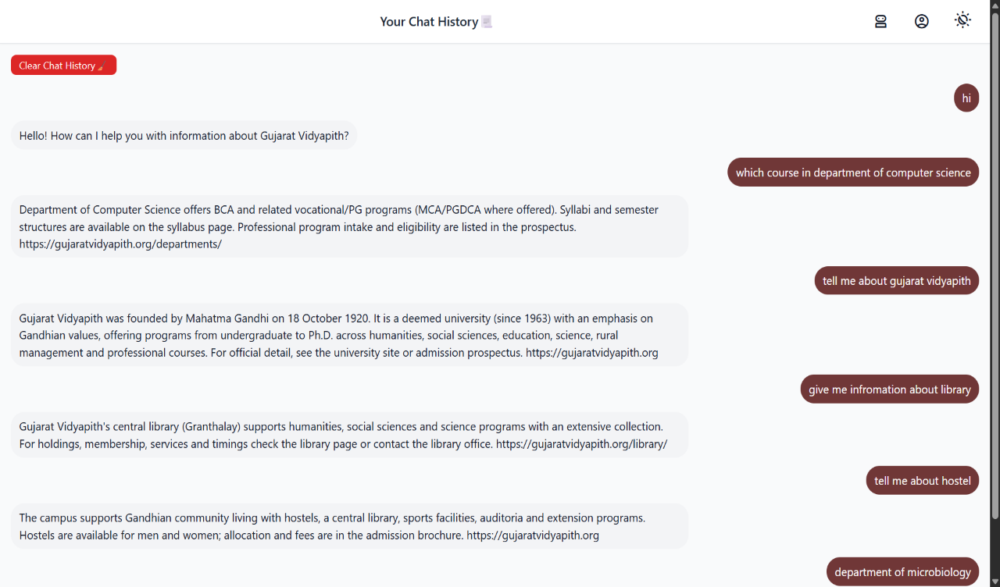 Your Chat History
Clear Chat History
hi
Hello! How can I help you with information about Gujarat Vidyapith?
which course in department of computer science
Department of Computer Science offers BCA and related vocational/PG programs (MCA/PGDCA where offered). Syllabi and semester
structures are available on the syllabus page. Professional program intake and eligibility are listed in the prospectus.
https://gujaratvidyapith.org/departments/
tell me about gujarat vidyapith
Gujarat Vidyapith was founded by Mahatma Gandhi on 18 October 1920. It is a deemed university (since 1963) with an emphasis on
Gandhian values, offering programs from undergraduate to Ph.D. across humanities, social sciences, education, science, rural
management and professional courses. For official detail, see the university site or admission prospectus. https://gujaratvidyapith.org
give me infromation about library
Gujarat Vidyapith's central library (Granthalay) supports humanities, social sciences and science programs with an extensive collection.
For holdings, membership, services and timings check the library page or contact the library office. https://gujaratvidyapith.org/library/
tell me about hostel
The campus supports Gandhian community living with hostels, a central library, sports facilities, auditoria and extension programs.
Hostels are available for men and women; allocation and fees are in the admission brochure. https://gujaratvidyapith.org
department of microbiology